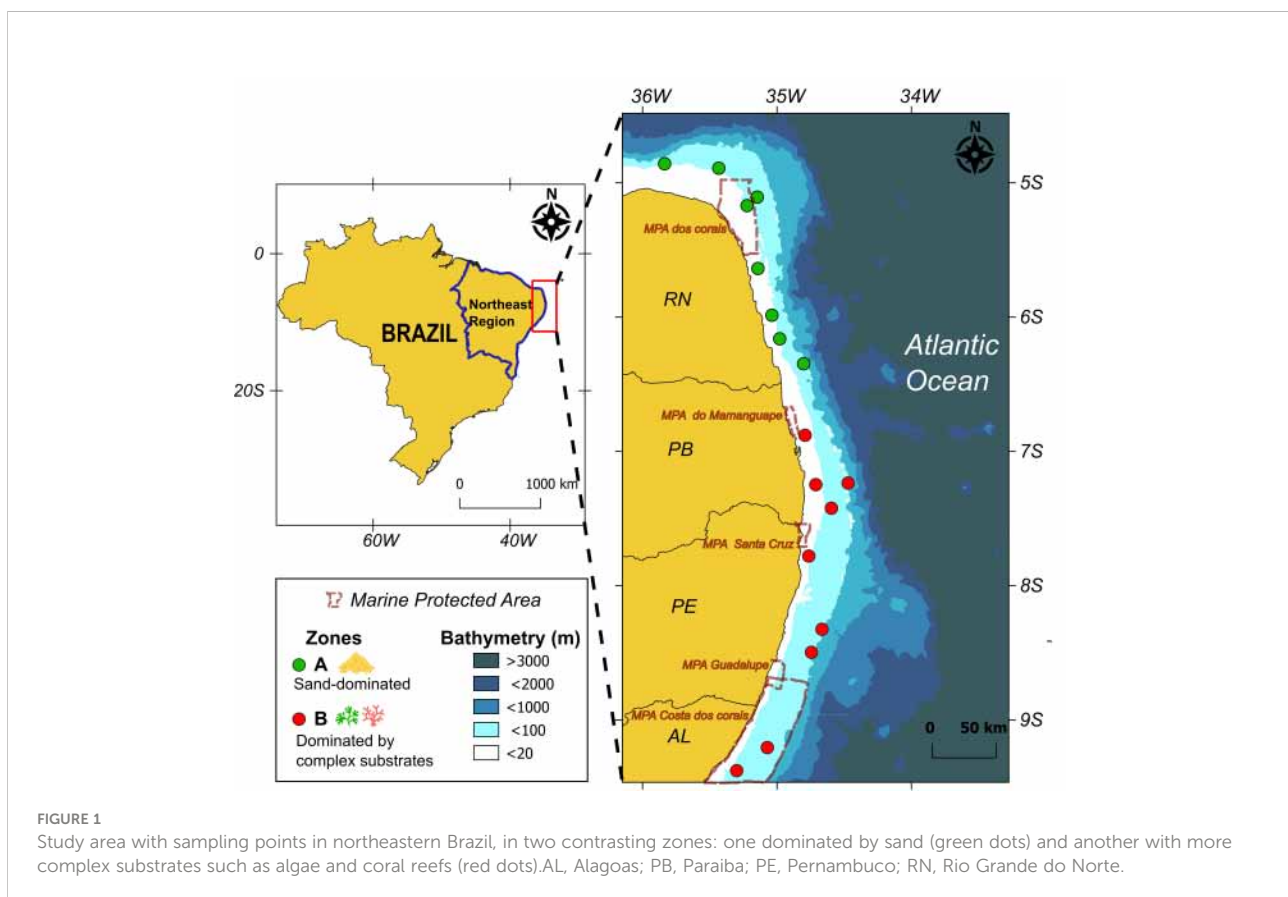 36W
35W
34W
N
5S
MPA dos corais
RN
6S
Atlantic
Ocean
MPA do Mamanguape
7S
PB
MPA Santa Cruz
8S
PE
MPA Guadalupe
MPA Costa dos corais
9S
AL
0 50 km
N
0
Northeast
Region
BRAZIL
20S
0 1000 km
60W
40W
Marine Protected Area
Zones
A
Sand-dominated
B
Dominated by
complex substrates
Bathymetry (m)
>3000
<2000
<1000
<100
<20
FIGURE 1
Study area with sampling points in northeastern Brazil, in two contrasting zones: one dominated by sand (green dots) and another with more
complex substrates such as algae and coral reefs (red dots).AL, Alagoas; PB, Paraiba; PE, Pernambuco; RN, Rio Grande do Norte.